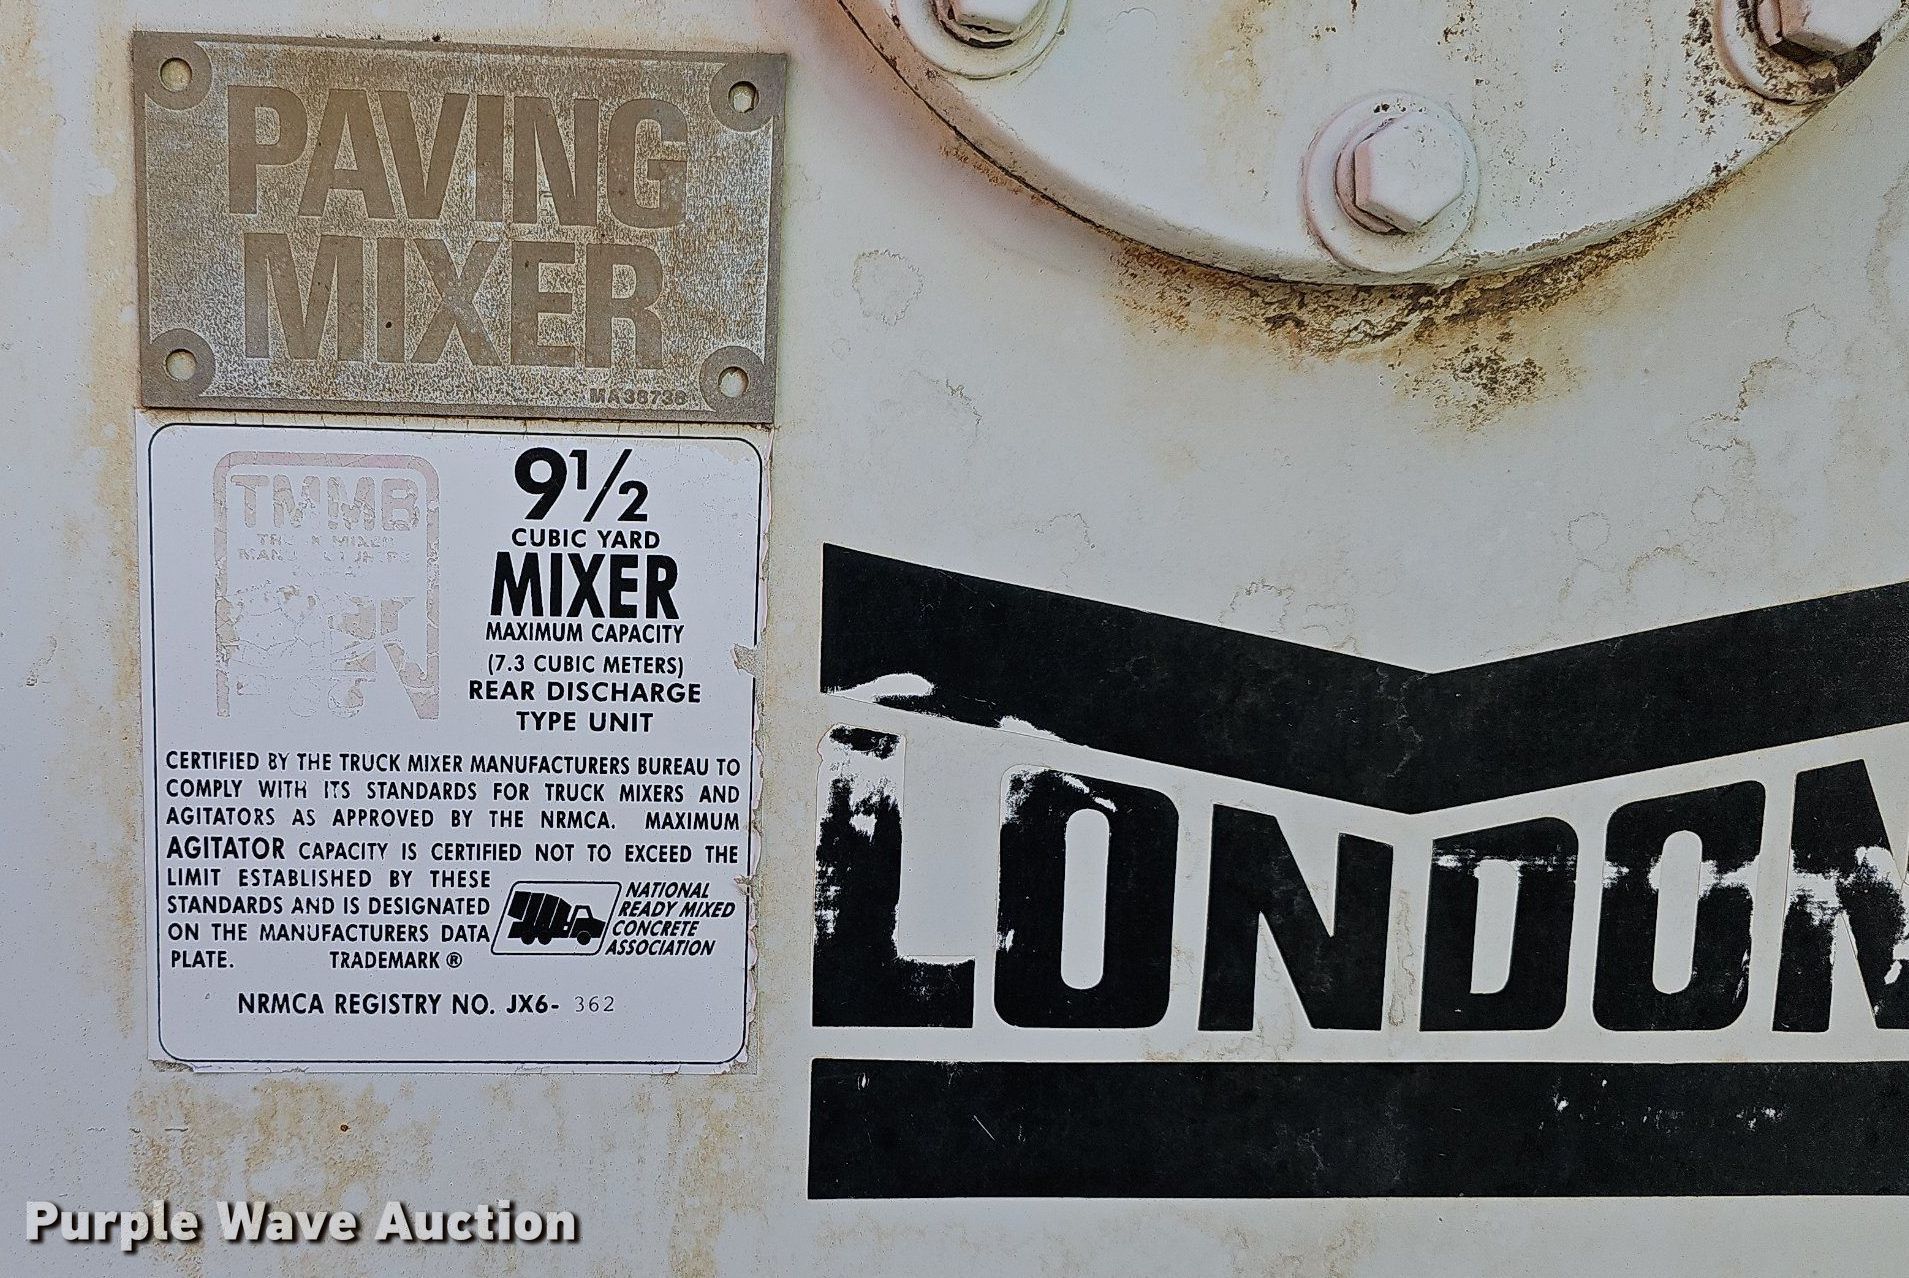 PAVING
MIXER
MA38738
TMMB
9 1/2
CUBIC YARD
MIXER
MAXIMUM CAPACITY
(7.3 CUBIC METERS)
REAR DISCHARGE
TYPE UNIT
CERTIFIED BY THE TRUCK MIXER MANUFACTURERS BUREAU TO
COMPLY WITH ITS STANDARDS FOR TRUCK MIXERS AND
AGITATORS AS APPROVED BY THE NRMCA. MAXIMUM
AGITATOR CAPACITY IS CERTIFIED NOT TO EXCEED THE
LIMIT ESTABLISHED BY THESE
STANDARDS AND IS DESIGNATED
ON THE MANUFACTURERS DATA
PLATE. TRADEMARK ®
NATIONAL
READY MIXED
CONCRETE
ASSOCIATION
NRMCA REGISTRY NO. JX6- 362
LONDON
Purple Wave Auction